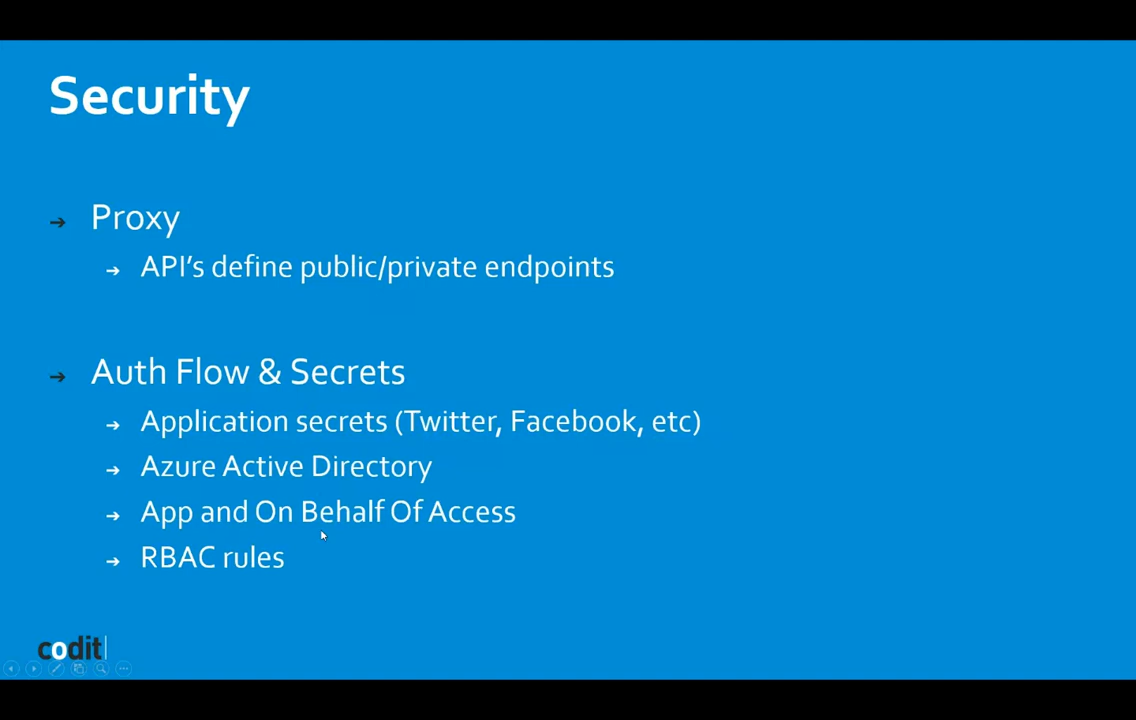 Security
Proxy
API's define public/private endpoints
Auth Flow & Secrets
Application secrets (Twitter, Facebook, etc)
Azure Active Directory
App and On Behalf Of Access
RBAC rules
codit